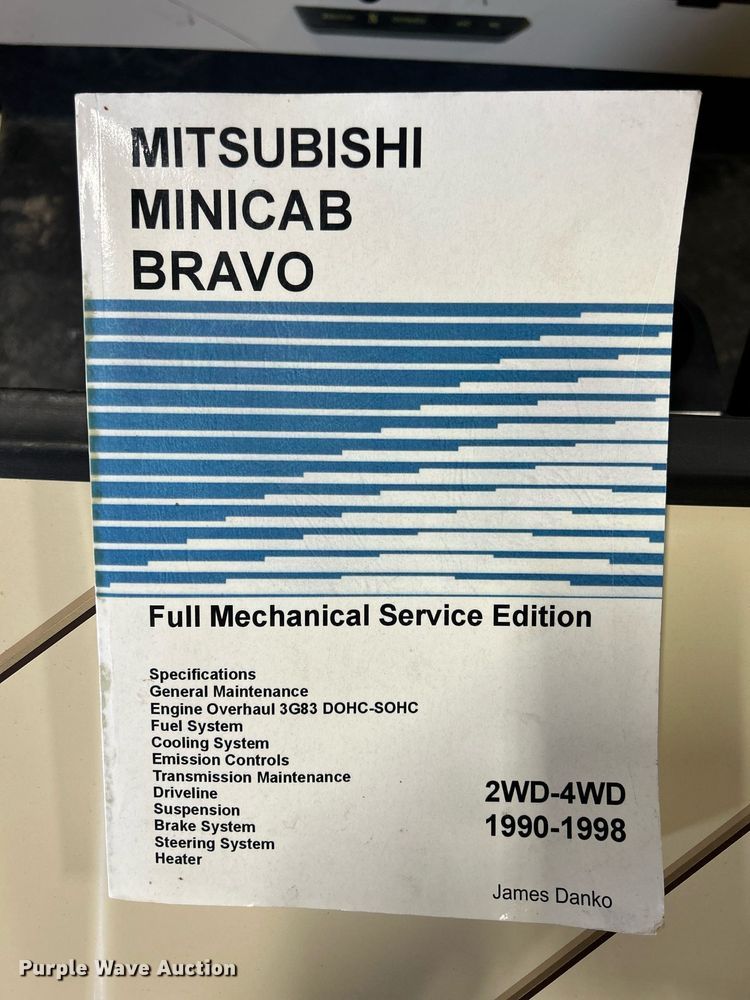 MITSUBISHI
MINICAB
BRAVO
Full Mechanical Service Edition
Specifications
General Maintenance
Engine Overhaul 3G83 DOHC-SOHC
Fuel System
Cooling System
Emission Controls
Transmission Maintenance
Driveline
Suspension
Brake System
Steering System
Heater
2WD-4WD
1990-1998
James Danko
Purple Wave Auction